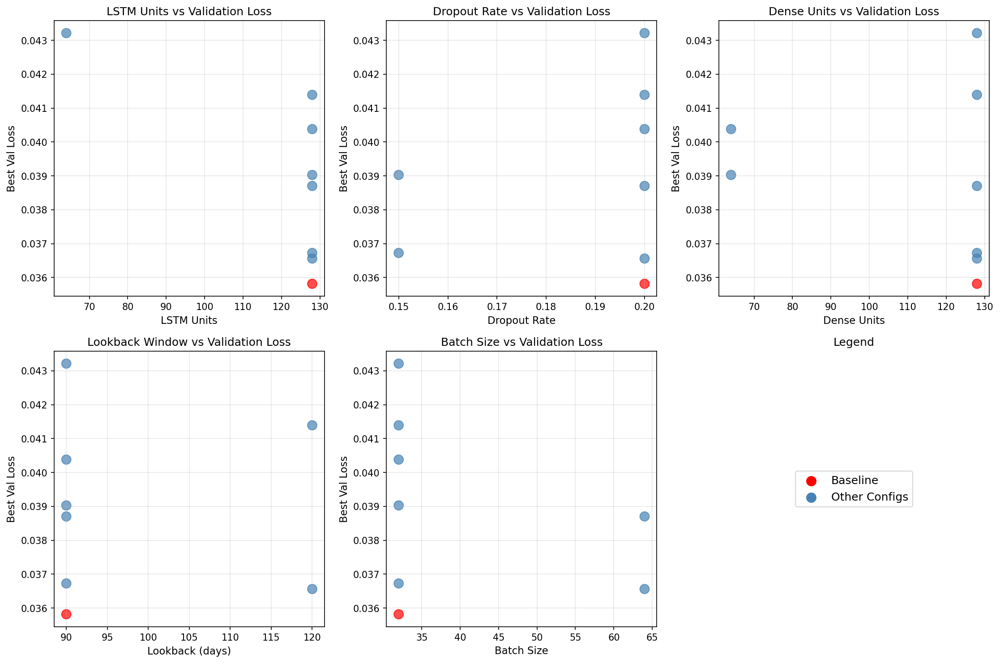 LSTM Units vs Validation Loss
Best Val Loss
0.043
0.042
0.041
0.040
0.039
0.038
0.037
0.036
70 80 90 100 110 120 130
LSTM Units
Dropout Rate vs Validation Loss
Best Val Loss
0.043
0.042
0.041
0.040
0.039
0.038
0.037
0.036
0.15 0.16 0.17 0.18 0.19 0.20
Dropout Rate
Dense Units vs Validation Loss
Best Val Loss
0.043
0.042
0.041
0.040
0.039
0.038
0.037
0.036
70 80 90 100 110 120 130
Dense Units
Lookback Window vs Validation Loss
Best Val Loss
0.043
0.042
0.041
0.040
0.039
0.038
0.037
0.036
90 95 100 105 110 115 120
Lookback (days)
Batch Size vs Validation Loss
Best Val Loss
0.043
0.042
0.041
0.040
0.039
0.038
0.037
0.036
35 40 45 50 55 60 65
Batch Size
Legend
Baseline
Other Configs